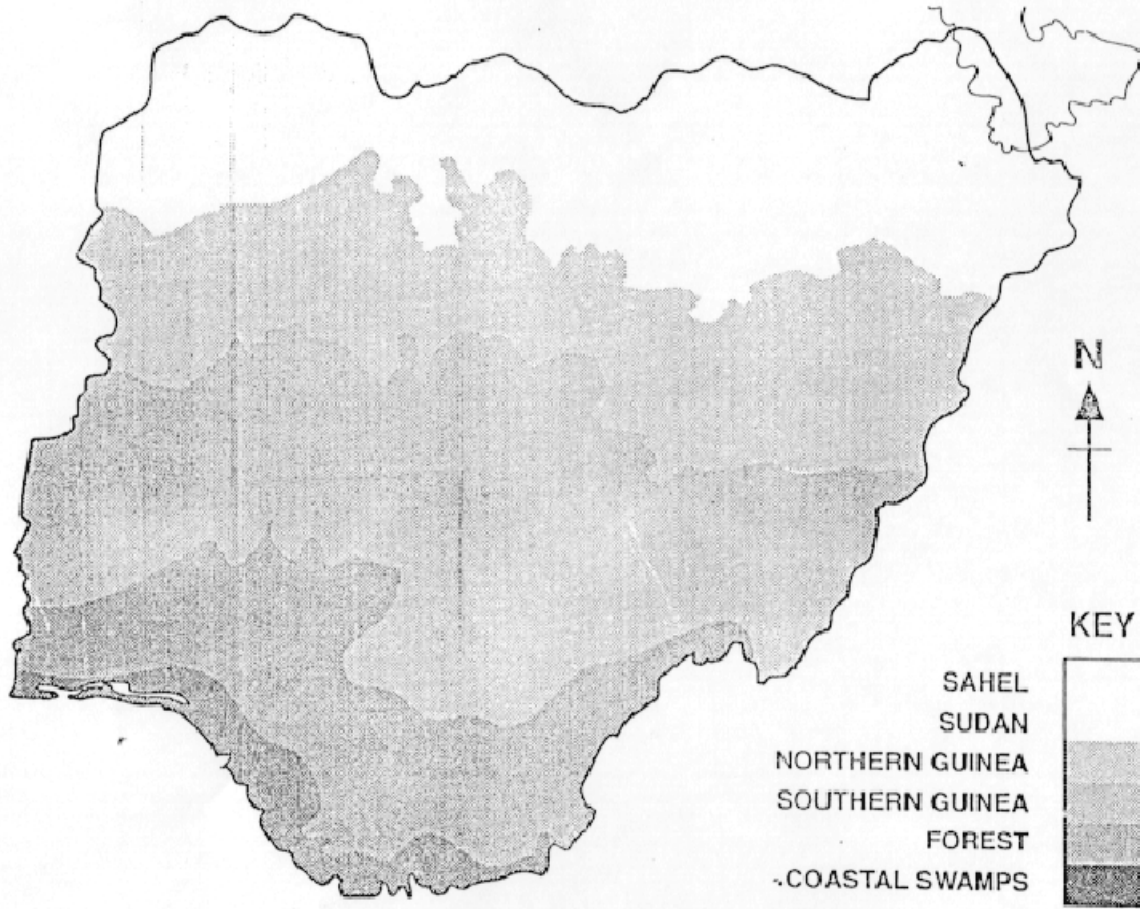 N
KEY
SAHEL
SUDAN
NORTHERN GUINEA
SOUTHERN GUINEA
FOREST
COASTAL SWAMPS